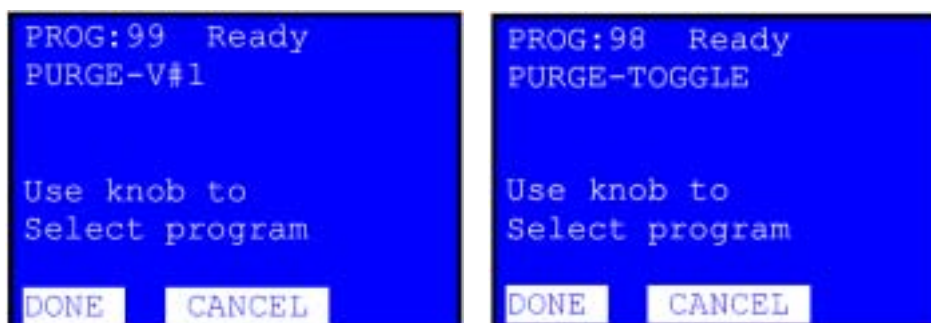 PROG:99 Ready
PURGE-V#1
Use knob to
Select program
DONE CANCEL
PROG:98 Ready
PURGE-TOGGLE
Use knob to
Select program
DONE CANCEL